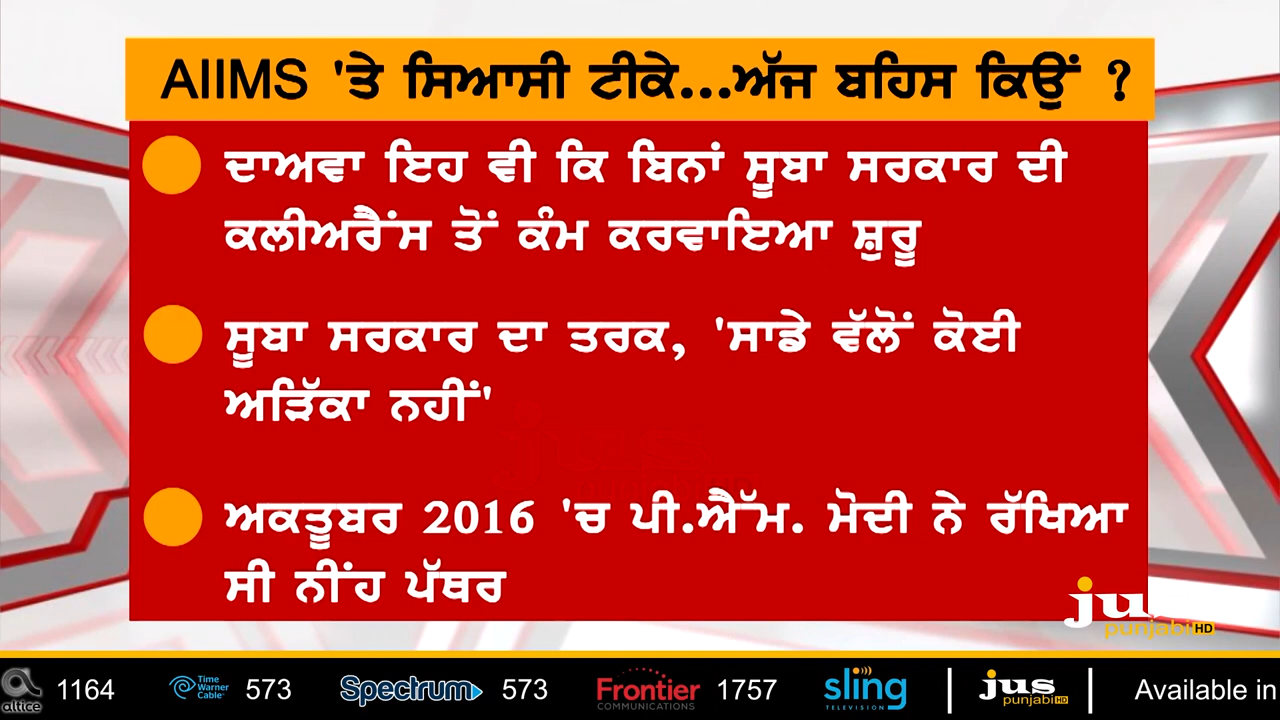 AIIMS 'ਤੇ ਸਿਆਸੀ ਟੀਕੇ...ਅੱਜ ਬਹਿਸ ਕਿਉਂ ?
ਦਾਅਵਾ ਇਹ ਵੀ ਕਿ ਬਿਨਾਂ ਸੂਬਾ ਸਰਕਾਰ ਦੀ
ਕਲੀਅਰੈਂਸ ਤੋਂ ਕੰਮ ਕਰਵਾਇਆ ਸ਼ੁਰੂ
ਸੂਬਾ ਸਰਕਾਰ ਦਾ ਤਰਕ, 'ਸਾਡੇ ਵੱਲੋਂ ਕੋਈ
ਅੜਿੱਕਾ ਨਹੀਂ'
ਅਕਤੂਬਰ 2016 'ਚ ਪੀ.ਐੱਮ. ਮੋਦੀ ਨੇ ਰੱਖਿਆ
ਸੀ ਨੀਂਹ ਪੱਥਰ
jus
punjabi HD
altice 1164 Time Warner Cable 573 Spectrum 573 Frontier COMMUNICATIONS 1757 sling TELEVISION | jus punjabi HD | Available in